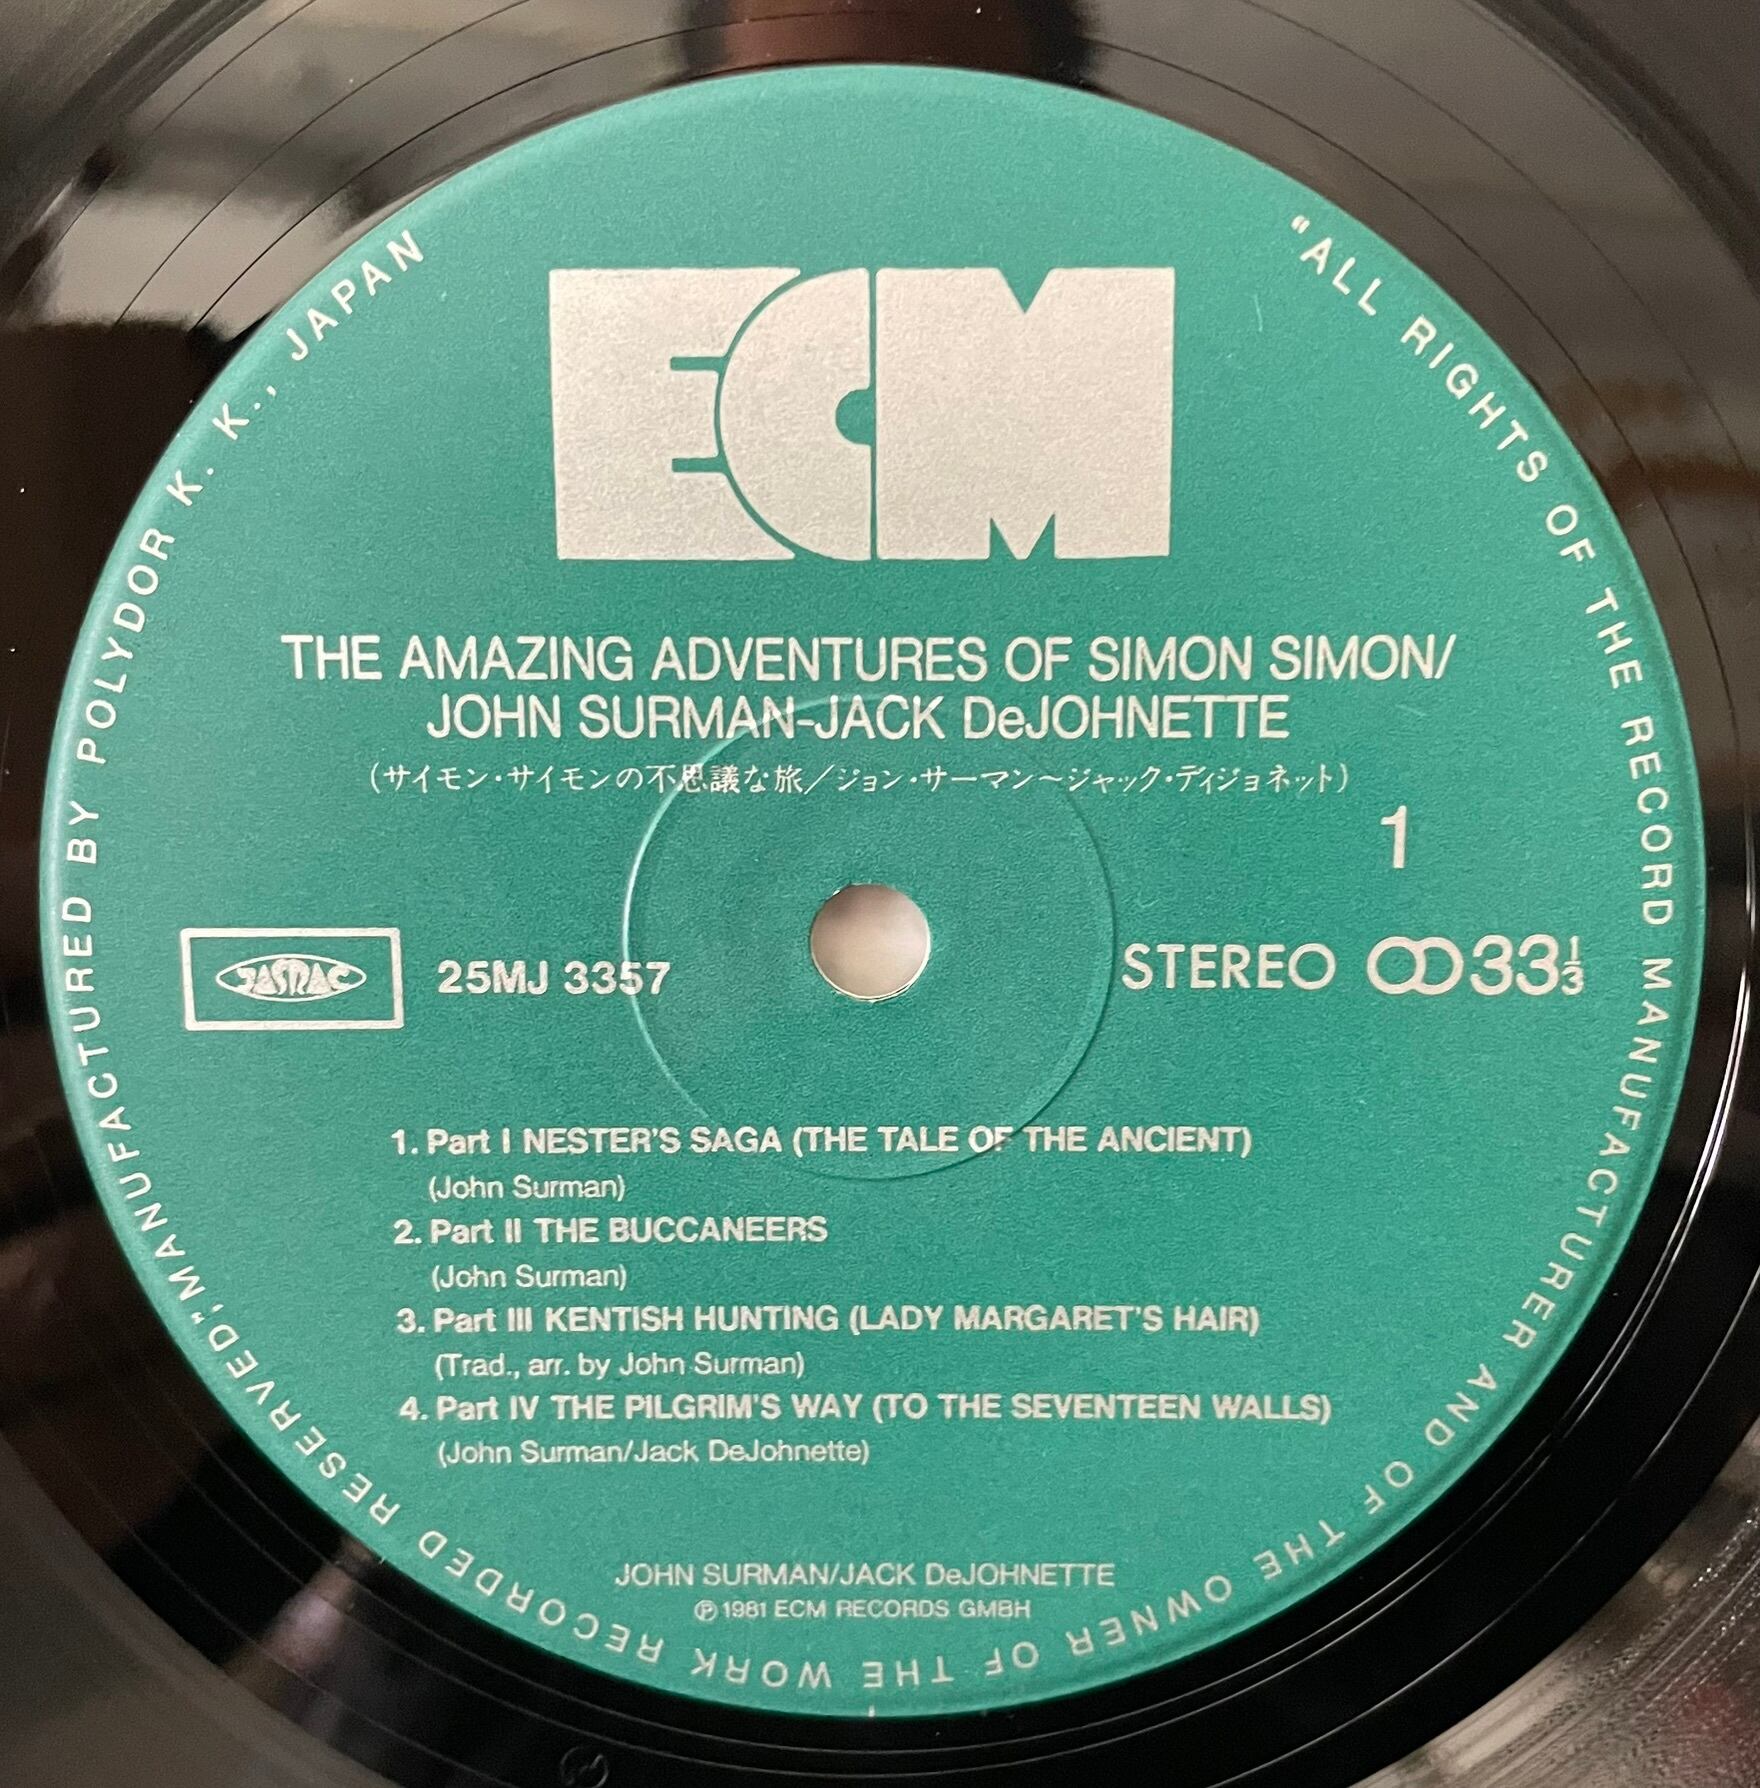 ECM
THE AMAZING ADVENTURES OF SIMON SIMON/
JOHN SURMAN-JACK DeJOHNETTE
(サイモン・サイモンの不思議な旅／ジョン・サーマン～ジャック・ディジョネット)
1
JASRAC
25MJ 3357
STEREO 33 1/3
1. Part I NESTER'S SAGA (THE TALE OF THE ANCIENT)
(John Surman)
2. Part II THE BUCCANEERS
(John Surman)
3. Part III KENTISH HUNTING (LADY MARGARET'S HAIR)
(Trad., arr. by John Surman)
4. Part IV THE PILGRIM'S WAY (TO THE SEVENTEEN WALLS)
(John Surman/Jack DeJohnette)
JOHN SURMAN/JACK DeJOHNETTE
℗ 1981 ECM RECORDS GMBH
"ALL RIGHTS OF THE RECORD MANUFACTURER AND OF THE OWNER OF THE WORK RECORDED RESERVED," MANUFACTURED BY POLYDOR K. K., JAPAN